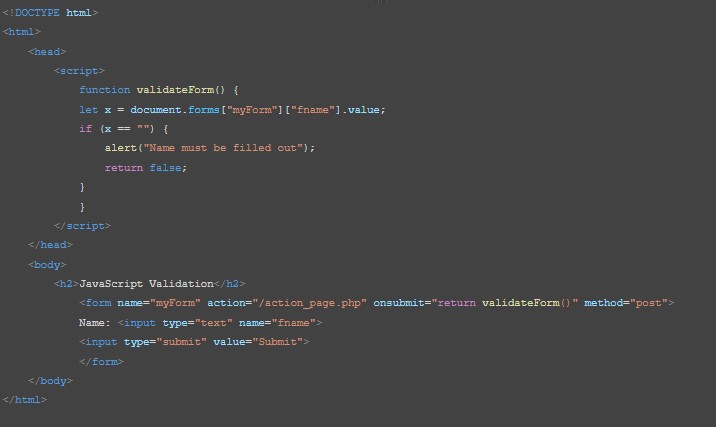 <!DOCTYPE html>
<html>
<head>
<script>
function validateForm() {
let x = document.forms["myForm"]["fname"].value;
if (x == "") {
alert("Name must be filled out");
return false;
}
}
</script>
</head>
<body>
<h2>JavaScript Validation</h2>
<form name="myForm" action="/action_page.php" onsubmit="return validateForm()" method="post">
Name: <input type="text" name="fname">
<input type="submit" value="Submit">
</form>
</body>
</html>